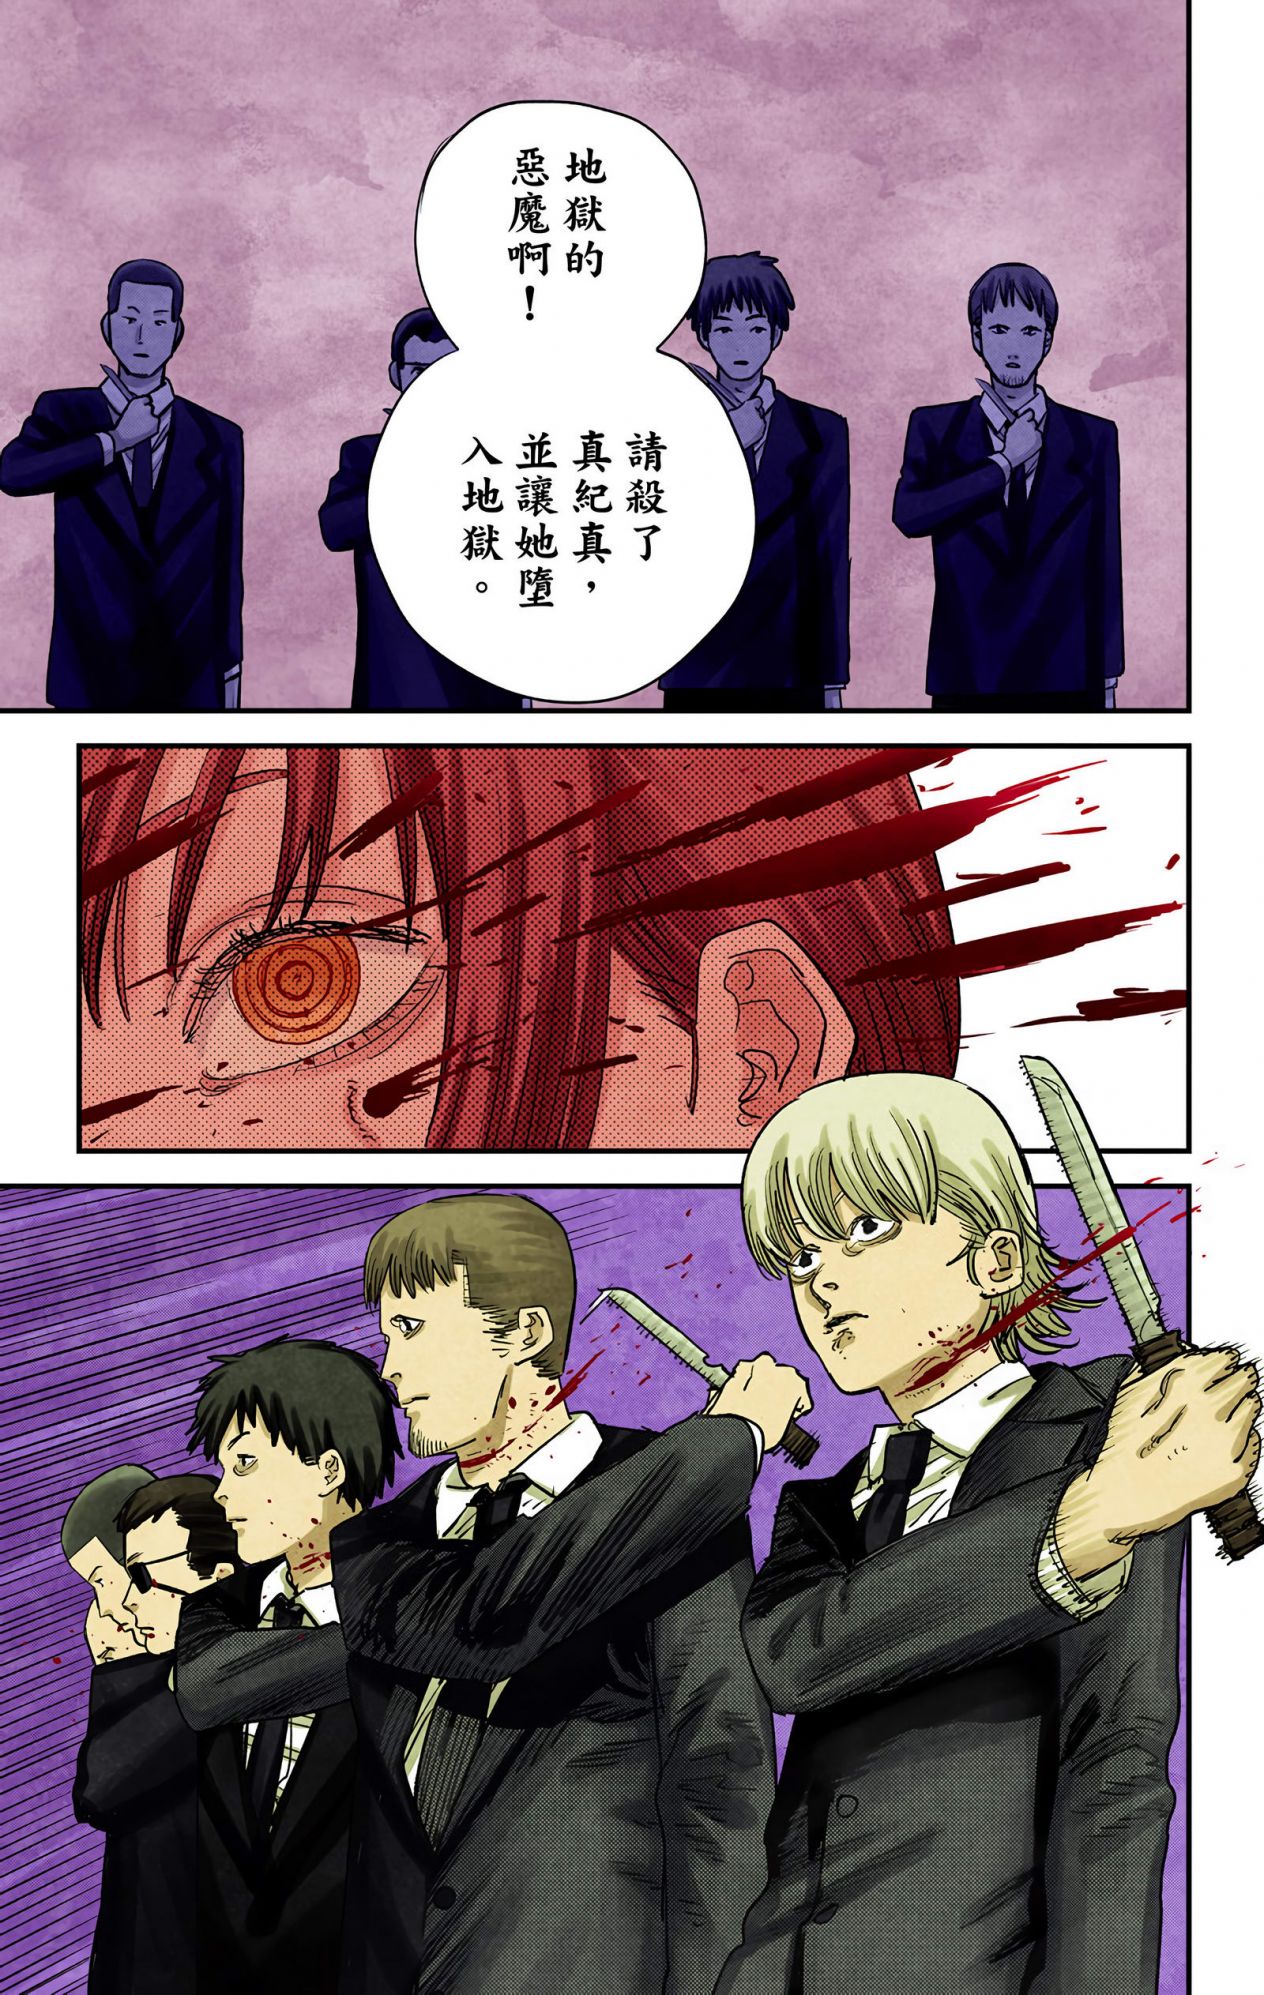 地獄的
惡魔啊！
請殺了
真紀真，
並讓她墮
入地獄。